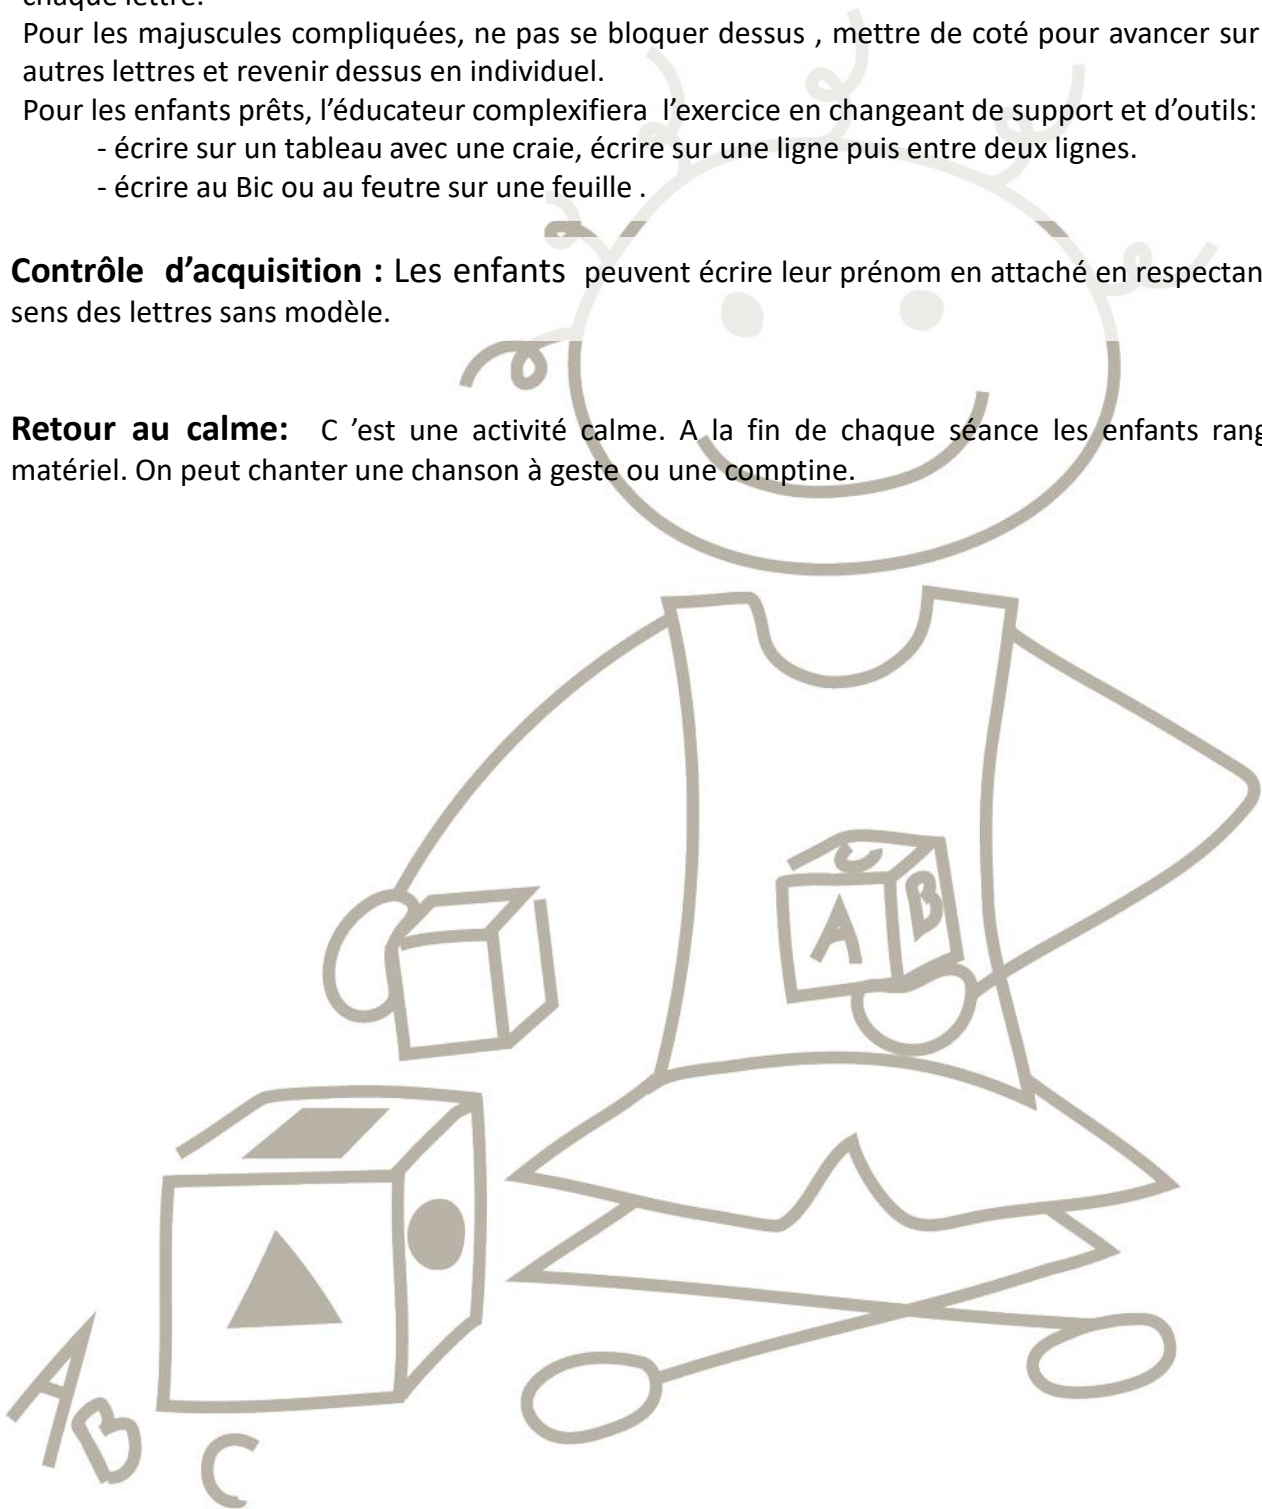 chaque lettre.
Pour les majuscules compliquées, ne pas se bloquer dessus , mettre de coté pour avancer sur
autres lettres et revenir dessus en individuel.
Pour les enfants prêts, l’éducateur complexifiera l’exercice en changeant de support et d’outils:
- écrire sur un tableau avec une craie, écrire sur une ligne puis entre deux lignes.
- écrire au Bic ou au feutre sur une feuille .
Contrôle d’acquisition : Les enfants peuvent écrire leur prénom en attaché en respectan
sens des lettres sans modèle.
Retour au calme: C ’est une activité calme. A la fin de chaque séance les enfants rang
matériel. On peut chanter une chanson à geste ou une comptine.
C
A B
A
B
C